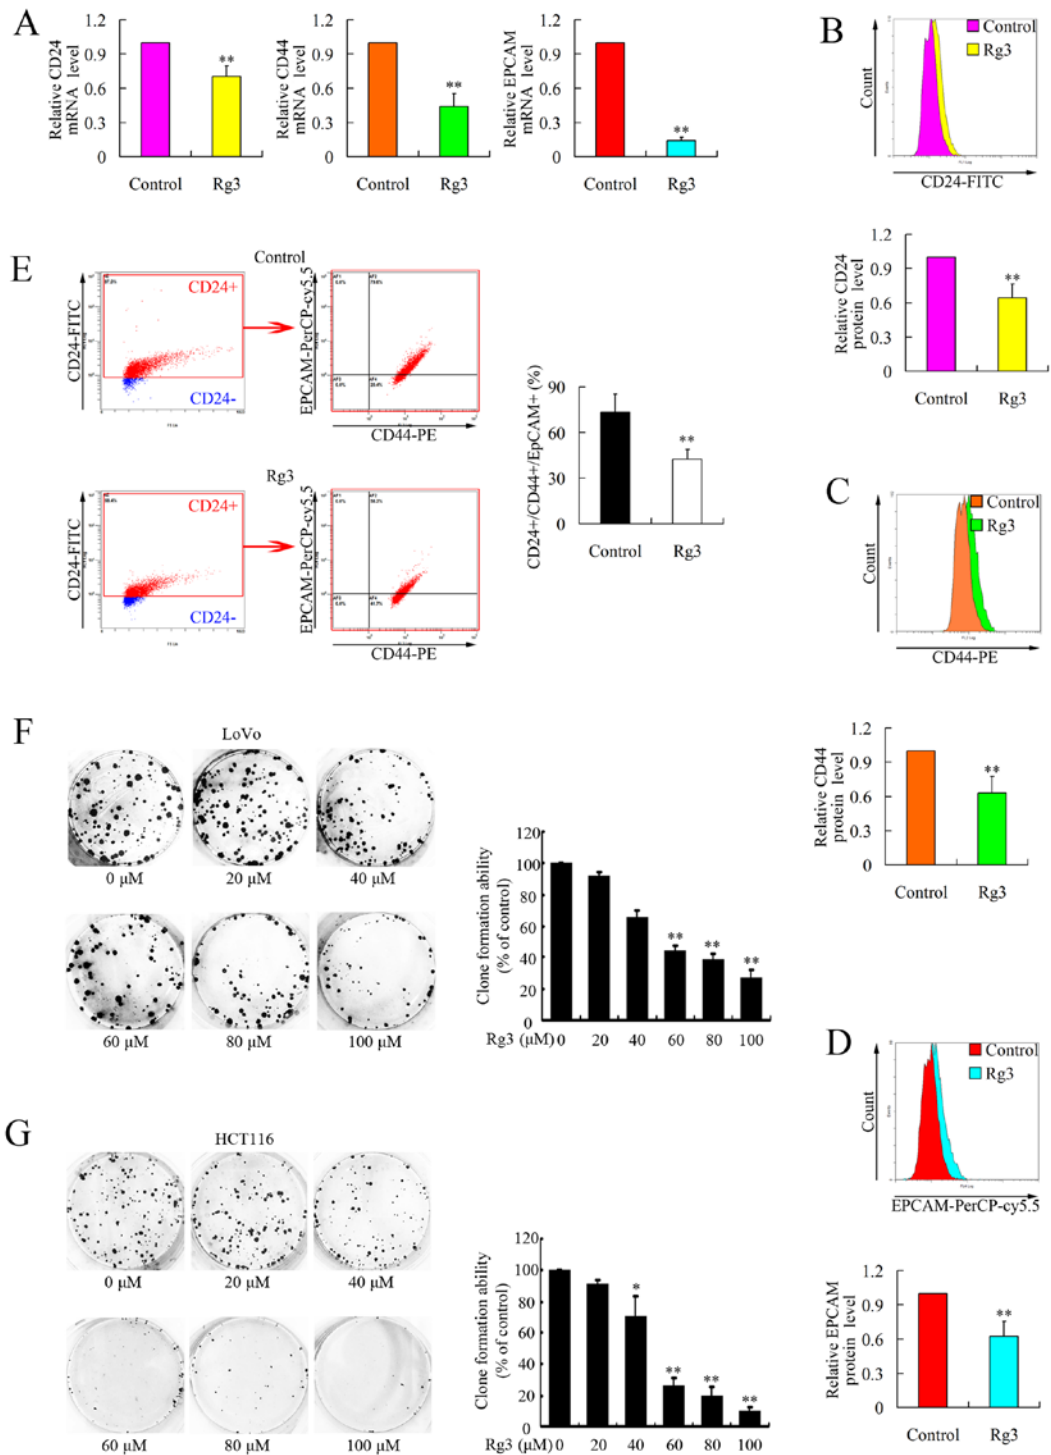 A
Relative CD24
mRNA level
1.2
0.9
0.6
0.3
0
**
Control Rg3
Relative CD44
mRNA level
1.2
0.9
0.6
0.3
0
**
Control Rg3
Relative EPCAM
mRNA level
1.2
0.9
0.6
0.3
0
**
Control Rg3
B
Count
Control
Rg3
CD24-FITC
Relative CD24
protein level
1.2
0.9
0.6
0.3
0
**
Control Rg3
E
Control
CD24-FITC
CD24+
CD24-
EPCAM-PerCP-cy5.5
CD44-PE
Rg3
CD24-FITC
CD24+
CD24-
EPCAM-PerCP-cy5.5
CD44-PE
CD24+/CD44+/EpCAM+ (%)
90
60
30
0
**
Control Rg3
C
Count
Control
Rg3
CD44-PE
Relative CD44
protein level
1.2
0.9
0.6
0.3
0
**
Control Rg3
F
LoVo
0 μM 20 μM 40 μM
60 μM 80 μM 100 μM
Clone formation ability
(% of control)
120
100
80
60
40
20
0
** ** **
Rg3 (μM) 0 20 40 60 80 100
D
Count
Control
Rg3
EPCAM-PerCP-cy5.5
Relative EPCAM
protein level
1.2
0.9
0.6
0.3
0
**
Control Rg3
G
HCT116
0 μM 20 μM 40 μM
60 μM 80 μM 100 μM
Clone formation ability
(% of control)
120
100
80
60
40
20
0
* ** ** **
Rg3 (μM) 0 20 40 60 80 100